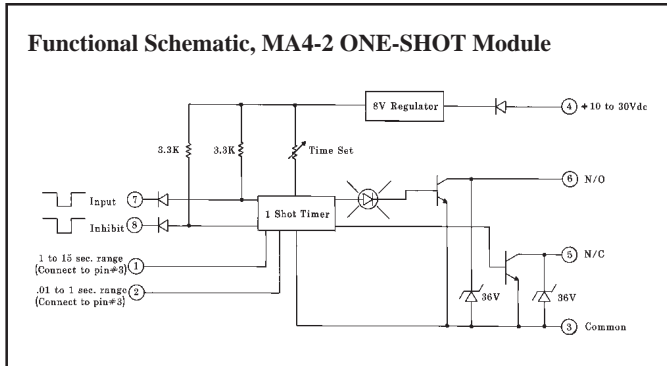 Functional Schematic, MA4-2 ONE-SHOT Module
8V Regulator
4 +10 to 30Vdc
3.3K 3.3K Time Set
6 N/O
Input 7
1 Shot Timer
Inhibit 8
5 N/C
1 to 15 sec. range
(Connect to pin#3) 1
.01 to 1 sec. range
(Connect to pin#3) 2
36V 36V
3 Common